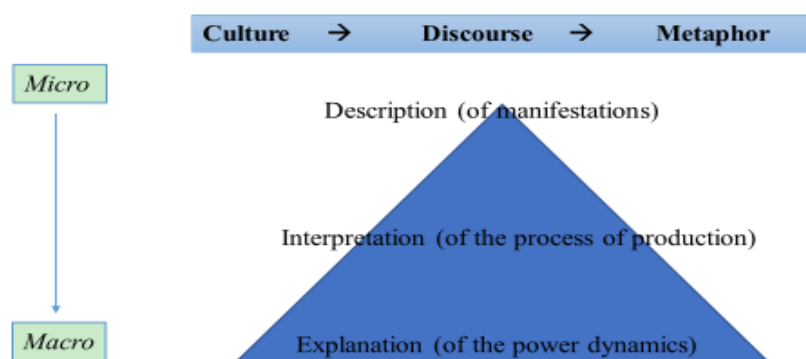 Culture → Discourse → Metaphor
Micro
Description (of manifestations)
Interpretation (of the process of production)
Macro
Explanation (of the power dynamics)